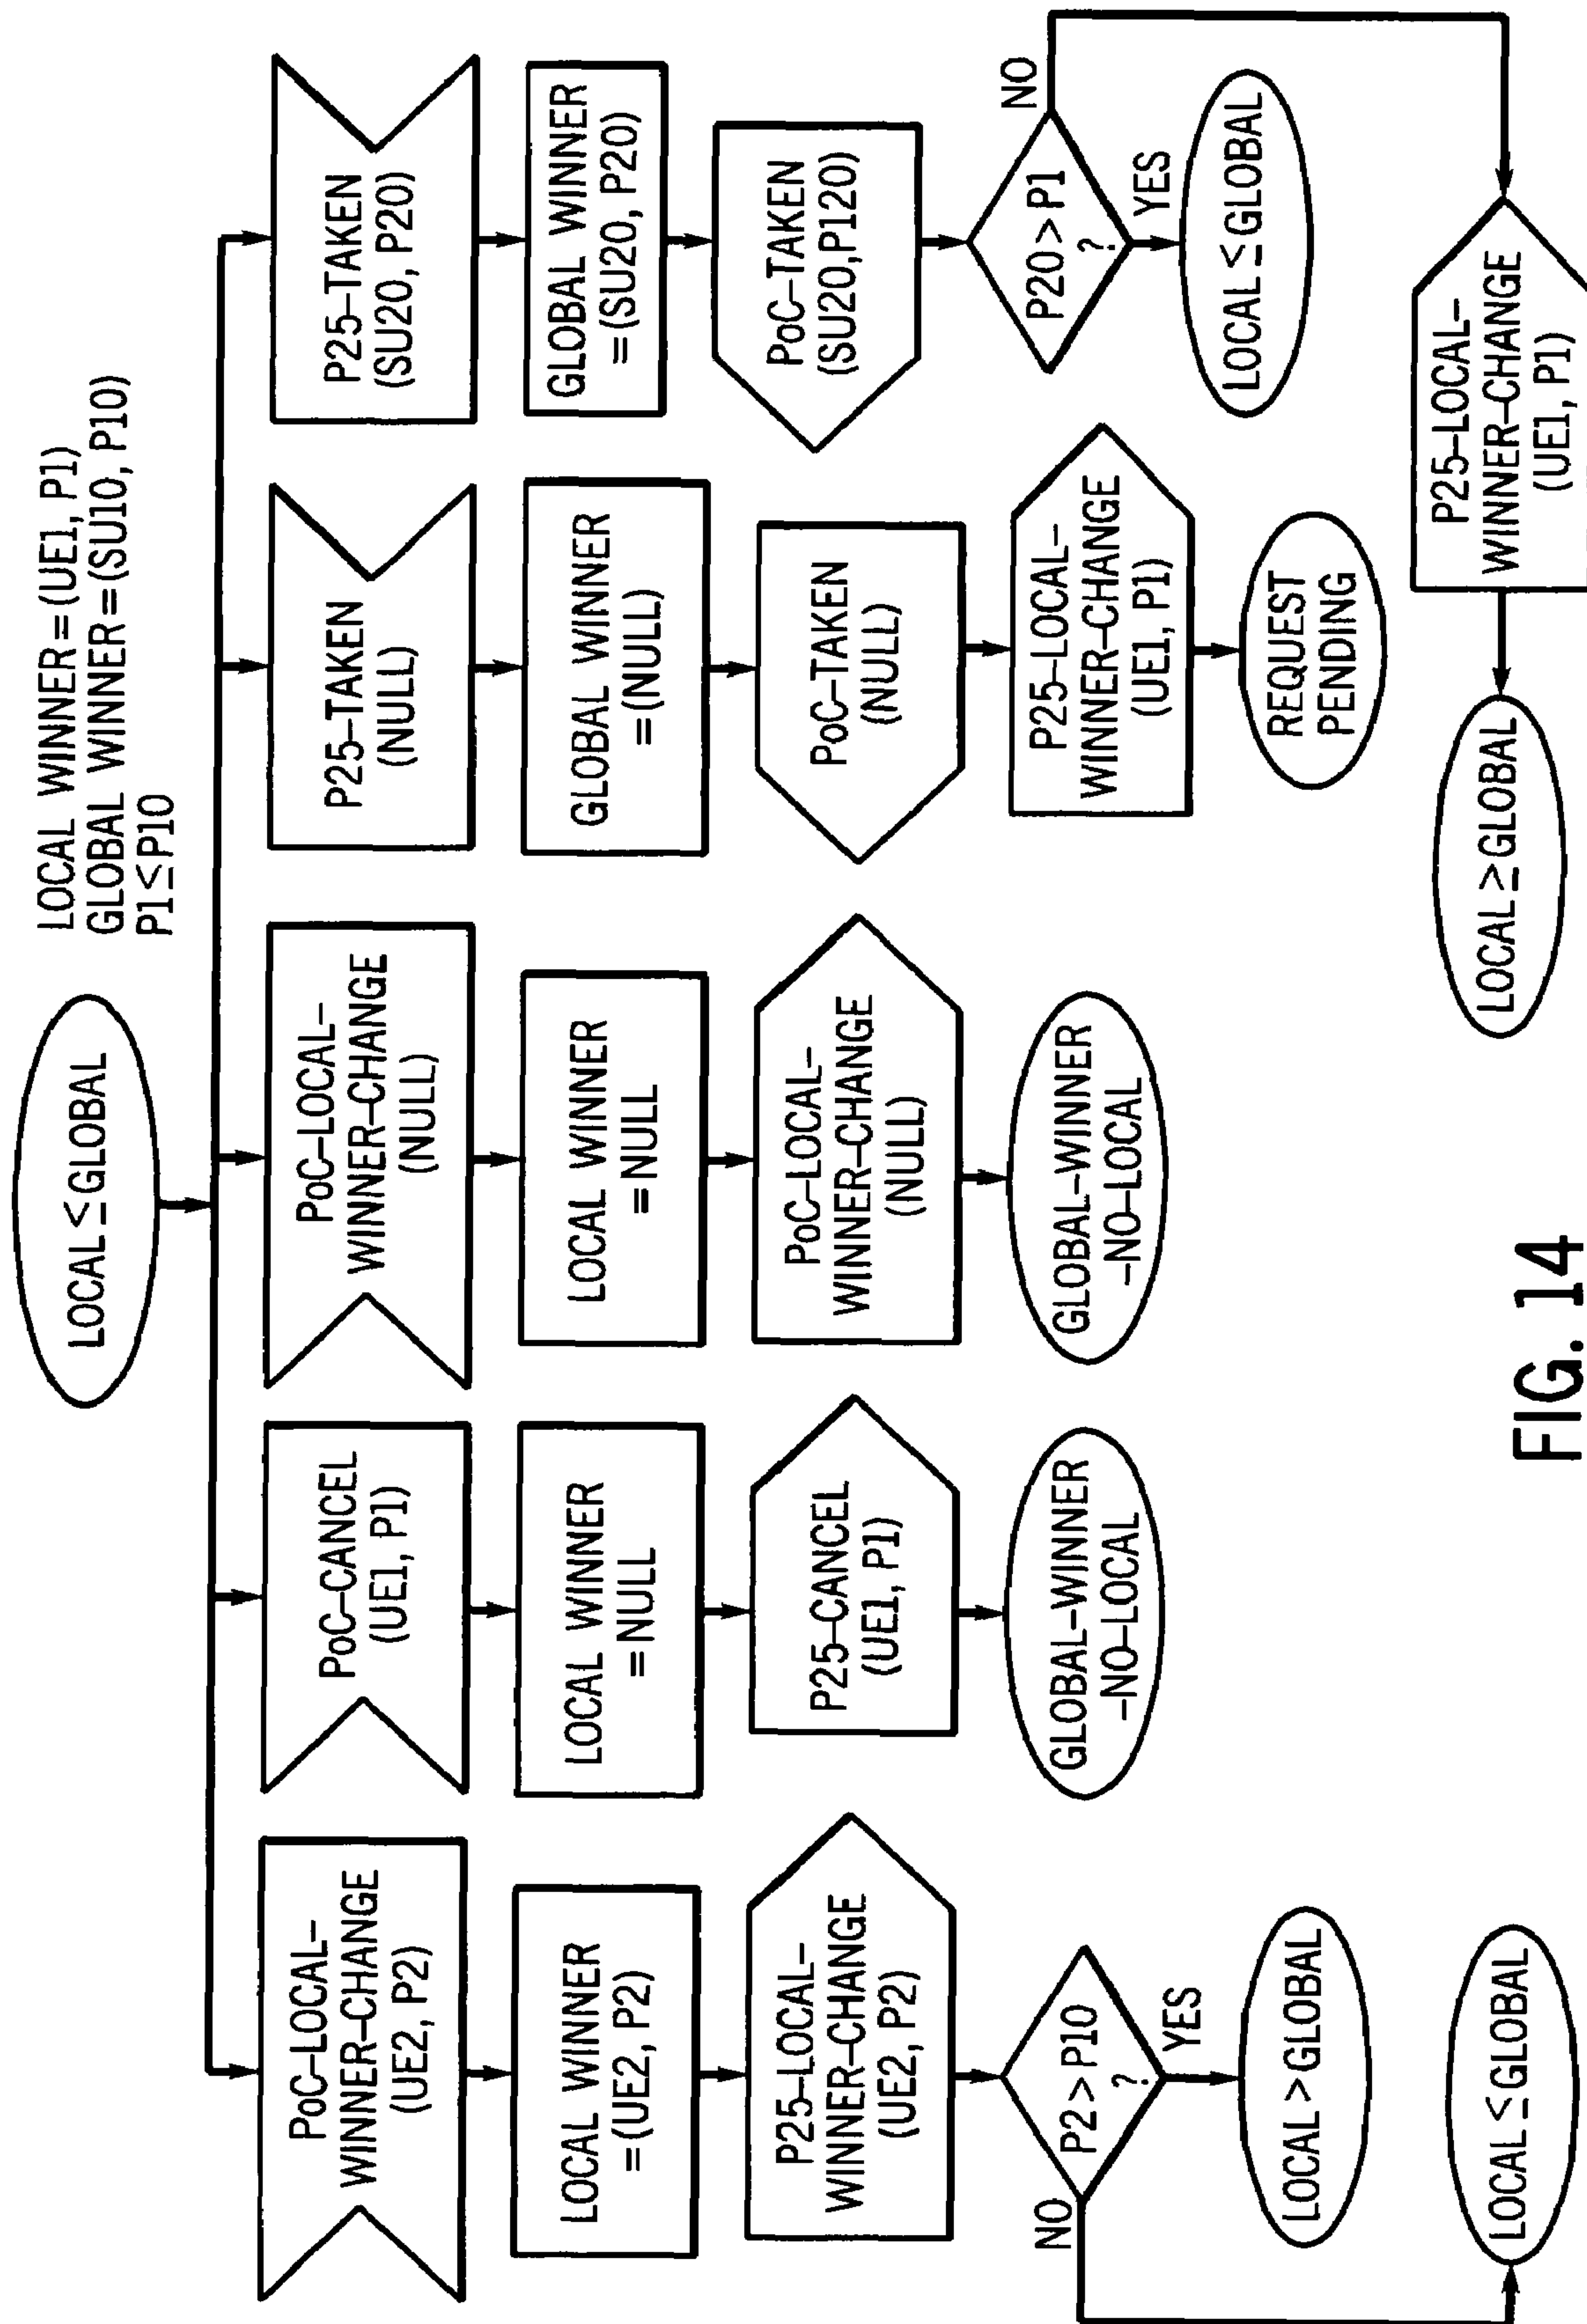 LOCAL ≤ GLOBAL
LOCAL WINNER = (UE1, P1)
GLOBAL WINNER = (SU10, P10)
P1 ≤ P10
PoC-LOCAL-
WINNER-CHANGE
(UE2, P2)
LOCAL WINNER
=(UE2, P2)
P25-LOCAL-
WINNER-CHANGE
(UE2, P2)
P2 > P10
?
NO
YES
LOCAL > GLOBAL
LOCAL ≤ GLOBAL
PoC-CANCEL
(UE1, P1)
LOCAL WINNER
=NULL
P25-CANCEL
(UE1, P1)
GLOBAL-WINNER
-NO-LOCAL
PoC-LOCAL-
WINNER-CHANGE
(NULL)
LOCAL WINNER
=NULL
PoC-LOCAL-
WINNER-CHANGE
(NULL)
GLOBAL-WINNER
-NO-LOCAL
P25-TAKEN
(NULL)
GLOBAL WINNER
=(NULL)
PoC-TAKEN
(NULL)
P25-LOCAL-
WINNER-CHANGE
(UE1, P1)
REQUEST
PENDING
P25-TAKEN
(SU20, P20)
GLOBAL WINNER
=(SU20, P20)
PoC-TAKEN
(SU20,P120)
P20 > P1
?
NO
YES
LOCAL ≤ GLOBAL
P25-LOCAL-
WINNER-CHANGE
(UE1, P1)
LOCAL ≥ GLOBAL
FIG. 14